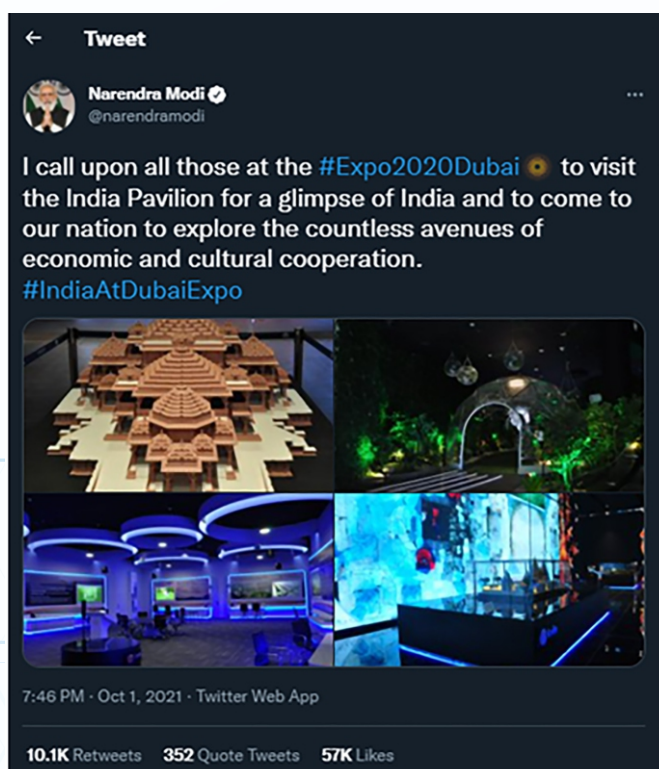 Tweet
Narendra Modi
@narendramodi
I call upon all those at the #Expo2020Dubai to visit
the India Pavilion for a glimpse of India and to come to
our nation to explore the countless avenues of
economic and cultural cooperation.
#IndiaAtDubaiExpo
7:46 PM · Oct 1, 2021 · Twitter Web App
10.1K Retweets 352 Quote Tweets 57K Likes